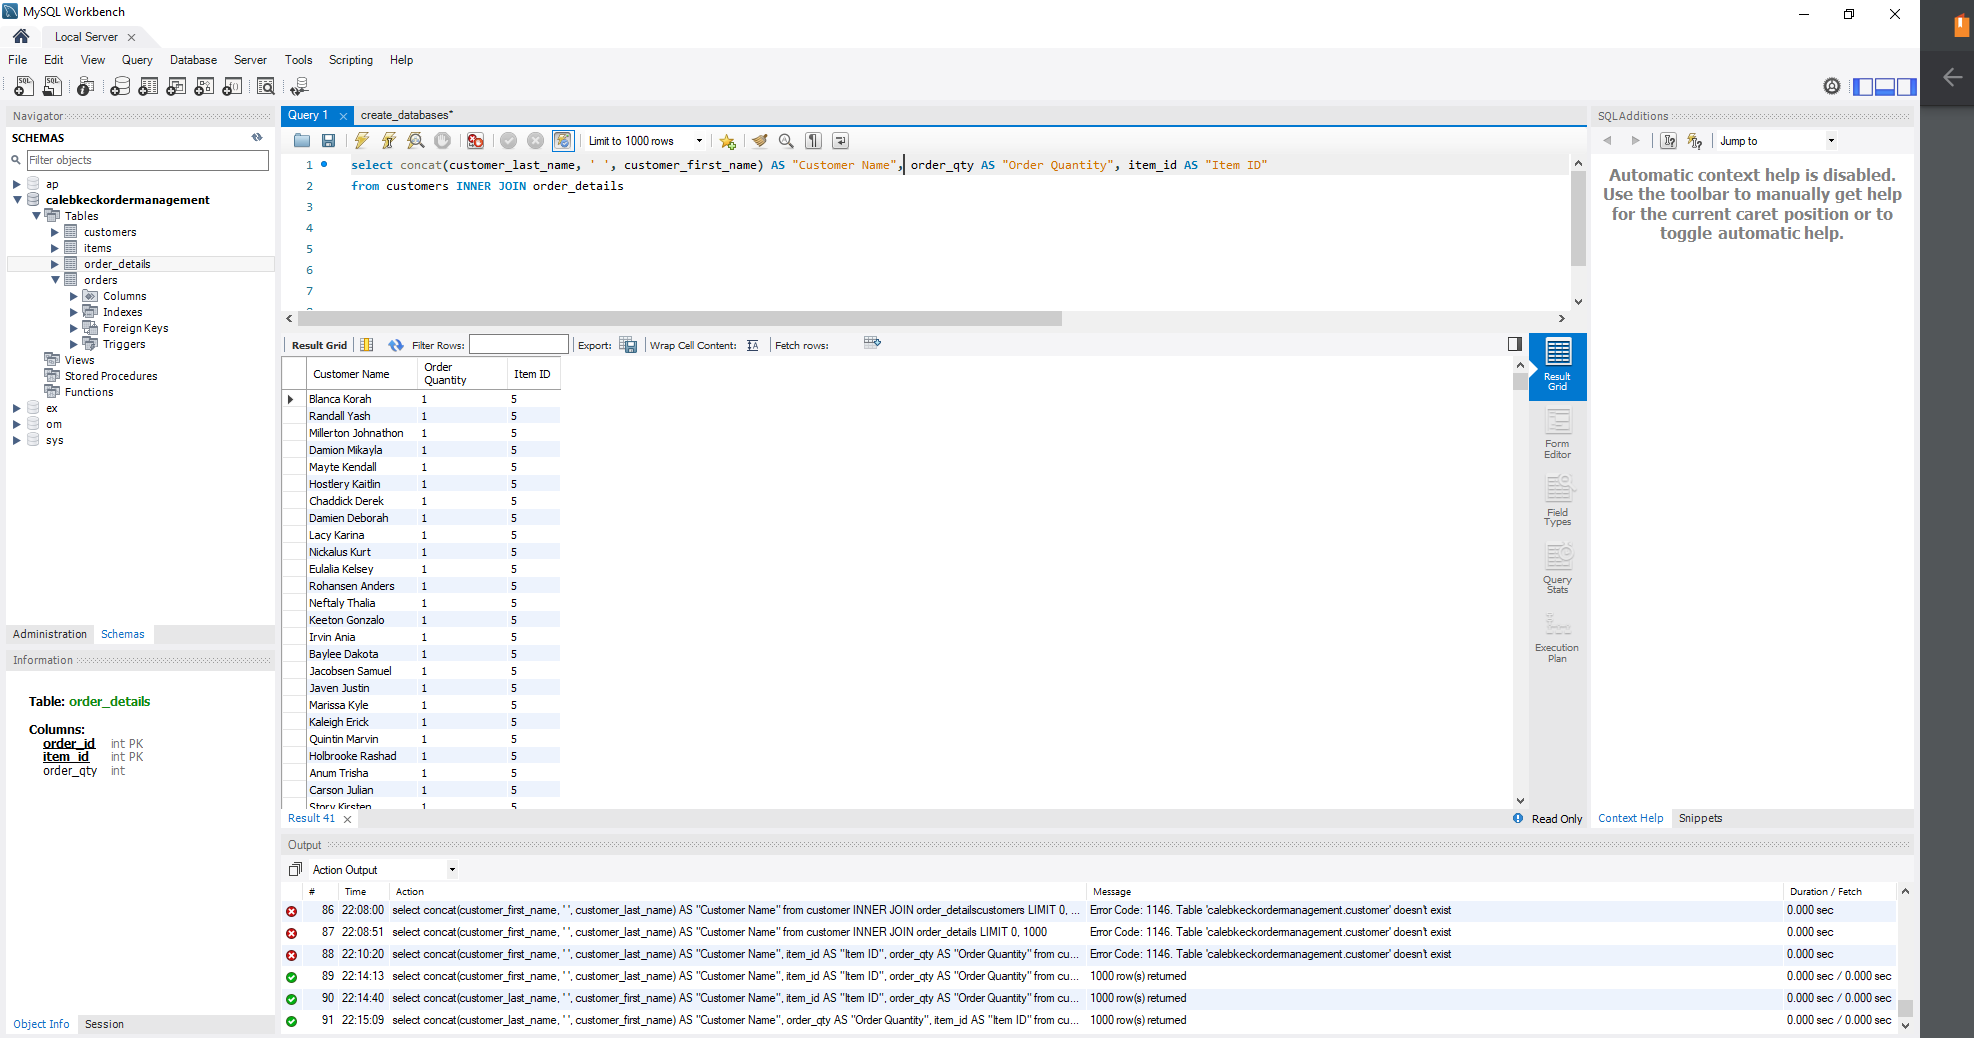 MySQL Workbench
Local Server
File Edit View Query Database Server Tools Scripting Help
Navigator
SCHEMAS
Filter objects
ap
calebkeckordermanagement
Tables
customers
items
order_details
orders
Columns
Indexes
Foreign Keys
Triggers
Views
Stored Procedures
Functions
ex
om
sys
Administration Schemas
Information
Table: order_details
Columns:
order_id int PK
item_id int PK
order_qty int
Object Info Session
Query 1 create_databases*
Limit to 1000 rows
1 select concat(customer_last_name, ' ', customer_first_name) AS "Customer Name", order_qty AS "Order Quantity", item_id AS "Item ID"
2 from customers INNER JOIN order_details
3
4
5
6
7
Result Grid Filter Rows: Export: Wrap Cell Content: Fetch rows:
Customer Name Order Quantity Item ID
Blanca Korah 1 5
Randall Yash 1 5
Millerton Johnathon 1 5
Damion Mikayla 1 5
Mayte Kendall 1 5
Hostlery Kaitlin 1 5
Chaddick Derek 1 5
Damien Deborah 1 5
Lacy Karina 1 5
Nickalus Kurt 1 5
Eulalia Kelsey 1 5
Rohansen Anders 1 5
Neftaly Thalia 1 5
Keeton Gonzalo 1 5
Irvin Ania 1 5
Baylee Dakota 1 5
Jacobsen Samuel 1 5
Javen Justin 1 5
Marissa Kyle 1 5
Kaleigh Erick 1 5
Quintin Marvin 1 5
Holbrooke Rashad 1 5
Anum Trisha 1 5
Carson Julian 1 5
Story Kirsten 1 5
Result Grid
Form Editor
Field Types
Query Stats
Execution Plan
Result 41
Read Only
SQLAdditions
Jump to
Automatic context help is disabled.
Use the toolbar to manually get help
for the current caret position or to
toggle automatic help.
Context Help Snippets
Output
Action Output
# Time Action Message Duration / Fetch
86 22:08:00 select concat(customer_first_name, ' ', customer_last_name) AS "Customer Name" from customer INNER JOIN order_detailscustomers LIMIT 0, ... Error Code: 1146. Table 'calebkeckordermanagement.customer' doesn't exist 0.000 sec
87 22:08:51 select concat(customer_first_name, ' ', customer_last_name) AS "Customer Name" from customer INNER JOIN order_details LIMIT 0, 1000 Error Code: 1146. Table 'calebkeckordermanagement.customer' doesn't exist 0.000 sec
88 22:10:20 select concat(customer_first_name, ' ', customer_last_name) AS "Customer Name", item_id AS "Item ID", order_qty AS "Order Quantity" from cu... Error Code: 1146. Table 'calebkeckordermanagement.customer' doesn't exist 0.000 sec
89 22:14:13 select concat(customer_first_name, ' ', customer_last_name) AS "Customer Name", item_id AS "Item ID", order_qty AS "Order Quantity" from cu... 1000 row(s) returned 0.000 sec / 0.000 sec
90 22:14:40 select concat(customer_last_name, ' ', customer_first_name) AS "Customer Name", item_id AS "Item ID", order_qty AS "Order Quantity" from cu... 1000 row(s) returned 0.000 sec / 0.000 sec
91 22:15:09 select concat(customer_last_name, ' ', customer_first_name) AS "Customer Name", order_qty AS "Order Quantity", item_id AS "Item ID" from cu... 1000 row(s) returned 0.000 sec / 0.000 sec